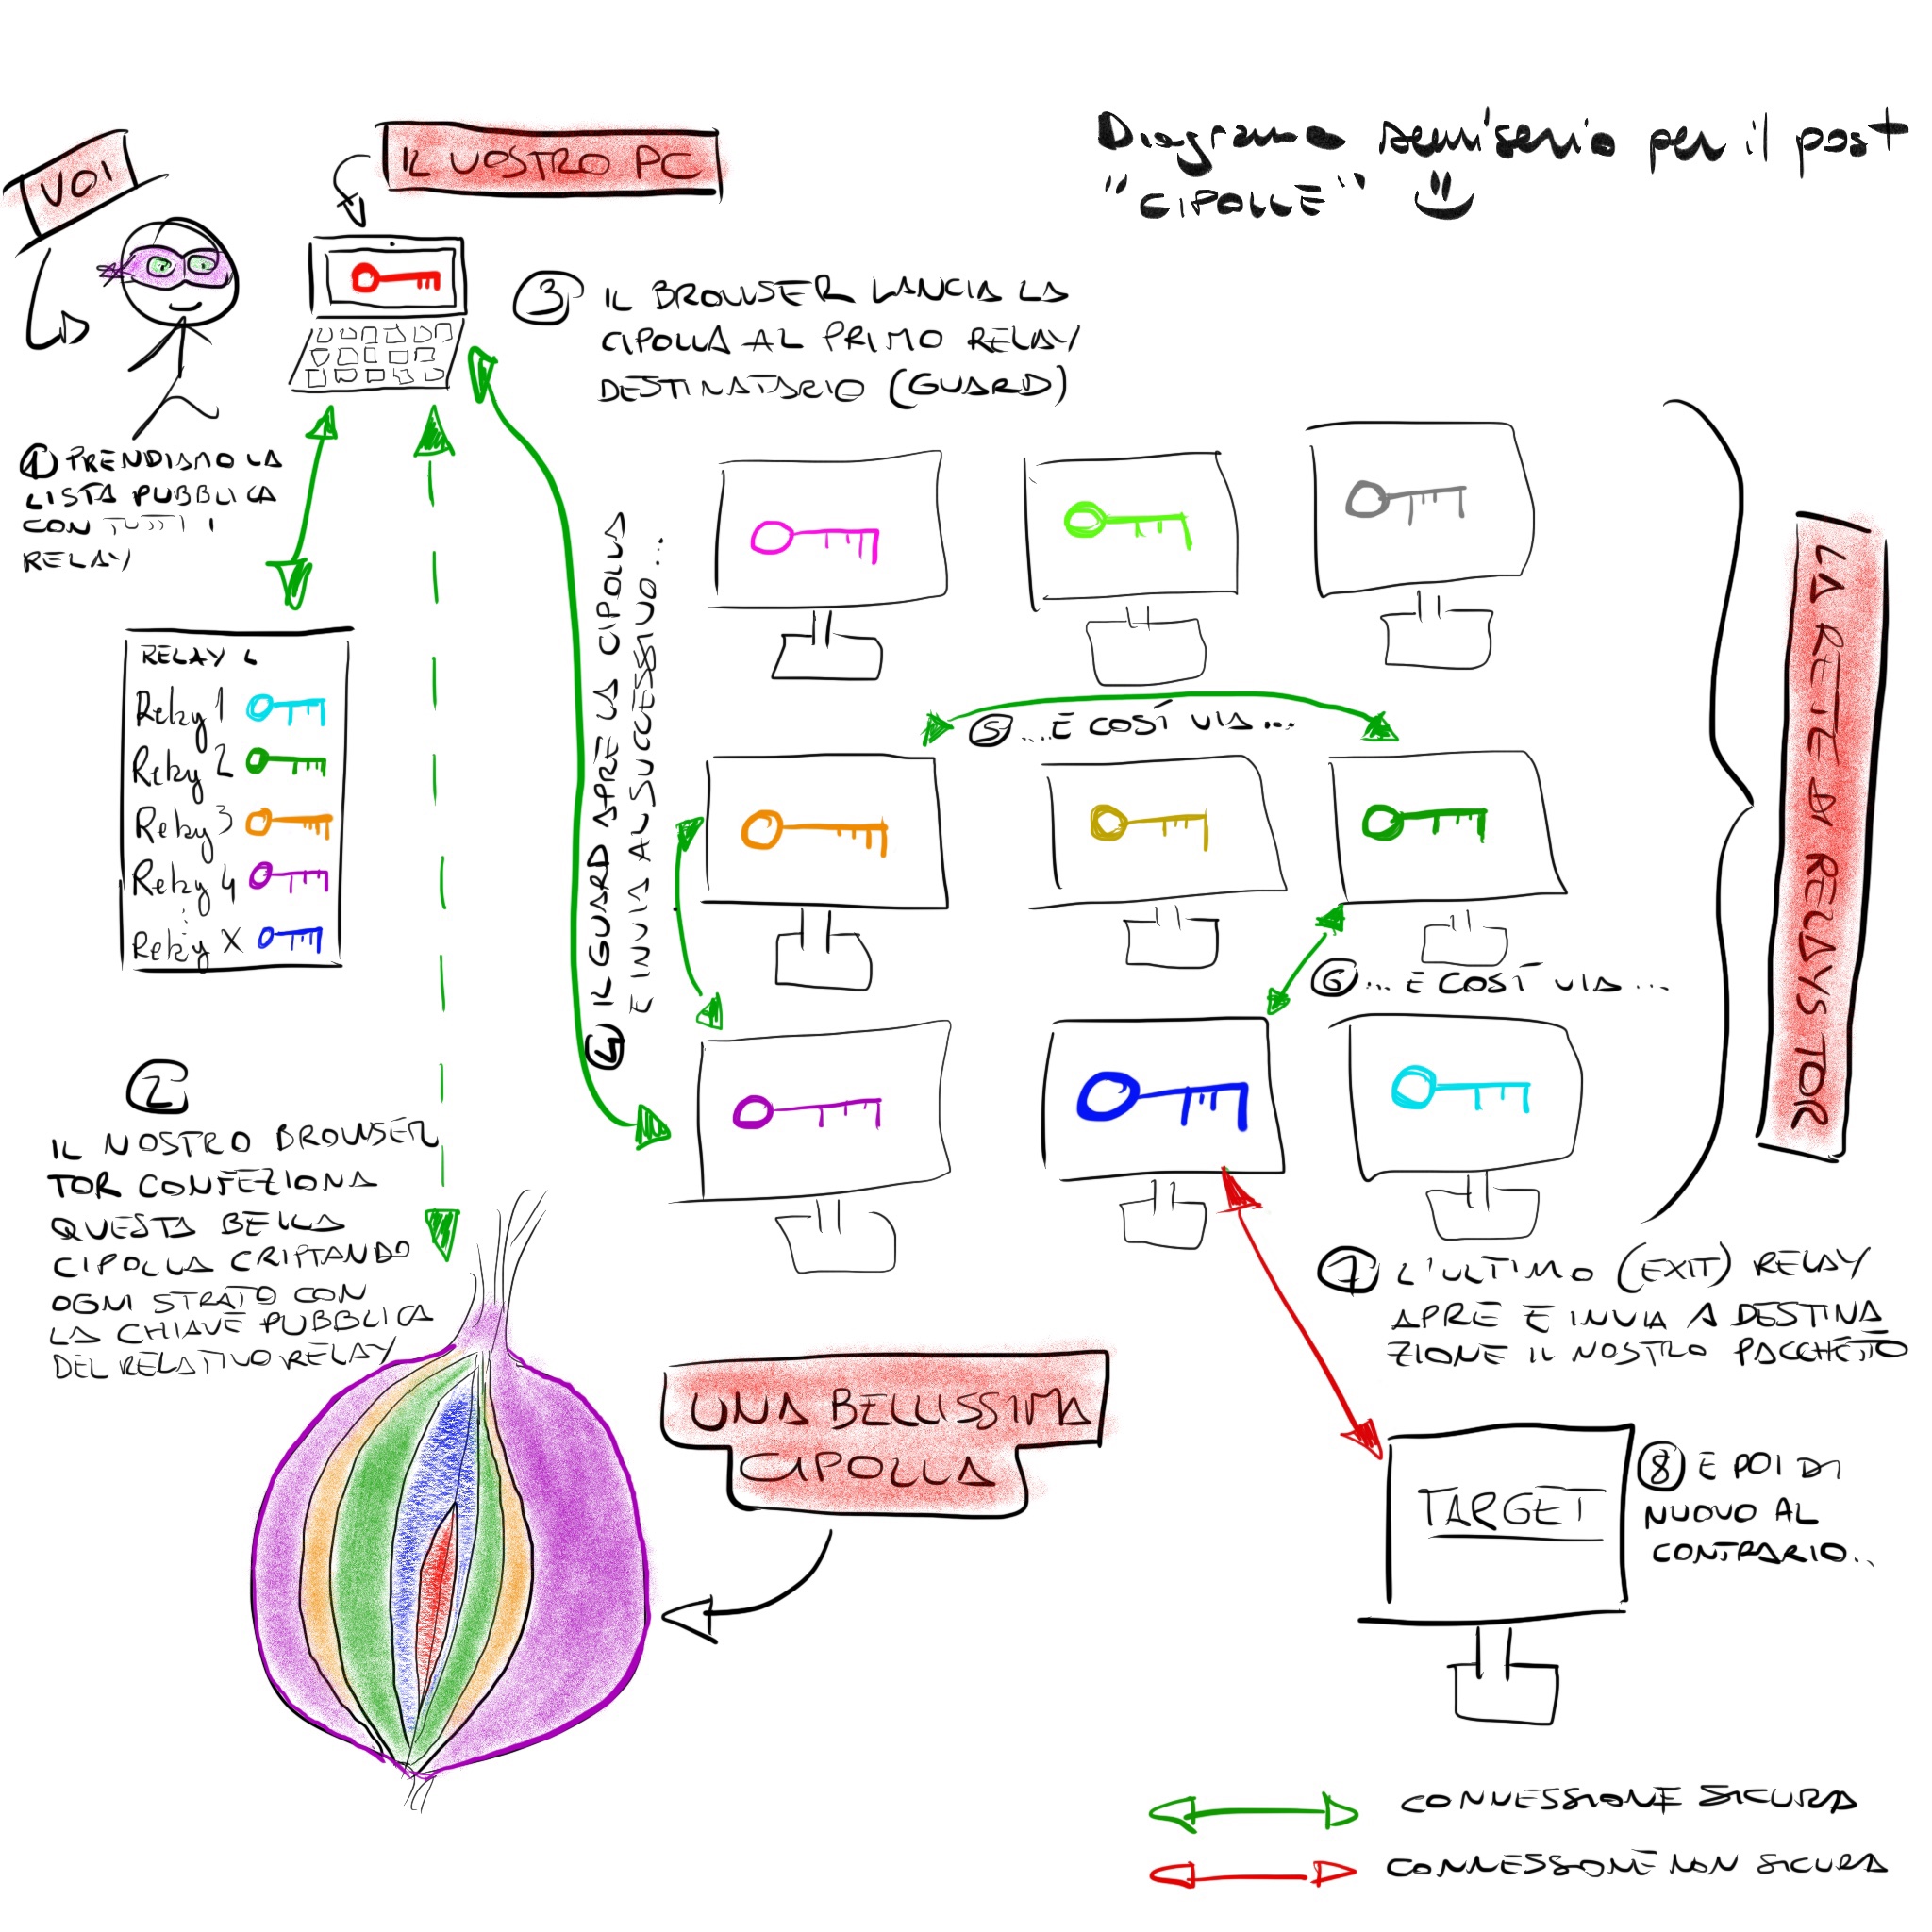 Diagrama semiserio per il post
"CIPOLLE"
VOI
IL VOSTRO PC
3 IL BROWSER LANCIA LA
CIPOLLA AL PRIMO RELAY
DESTINATARIO (GUARD)
1 PRENDIAMO LA
LISTA PUBBLICA
CON TUTTI I
RELAY
RELAY L
Relay 1
Relay 2
Relay 3
Relay 4
Relay X
4 IL GUARD APRE LA CIPOLLA
E INVIA AL SUCCESSIVO...
5 ...E COSÍ VIA...
6 ... E COSÍ VIA ...
LA RETE DI RELAYS TOR
2
IL NOSTRO BROWSER
TOR CONFEZIONA
QUESTA BELLA
CIPOLLA CRIPTANDO
OGNI STRATO CON
LA CHIAVE PUBBLICA
DEL RELATIVO RELAY
UNA BELLISSIMA
CIPOLLA
7 L'ULTIMO (EXIT) RELAY
APRE E INVIA A DESTINA
ZIONE IL NOSTRO PACCHETTO
TARGET
8 E POI DI
NUOVO AL
CONTRARIO..
CONNESSIONE SICURA
CONNESSIONE NON SICURA